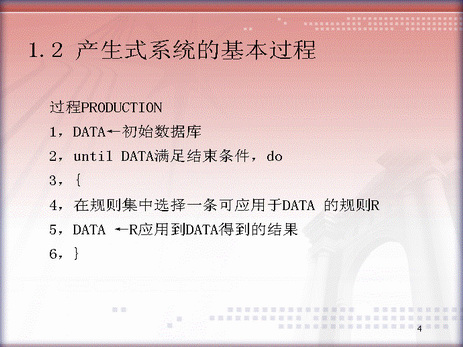 1.2 产生式系统的基本过程
过程PRODUCTION
1，DATA←初始数据库
2，until DATA满足结束条件，do
3，{
4，在规则集中选择一条可应用于DATA 的规则R
5，DATA ←R应用到DATA得到的结果
6，}
4